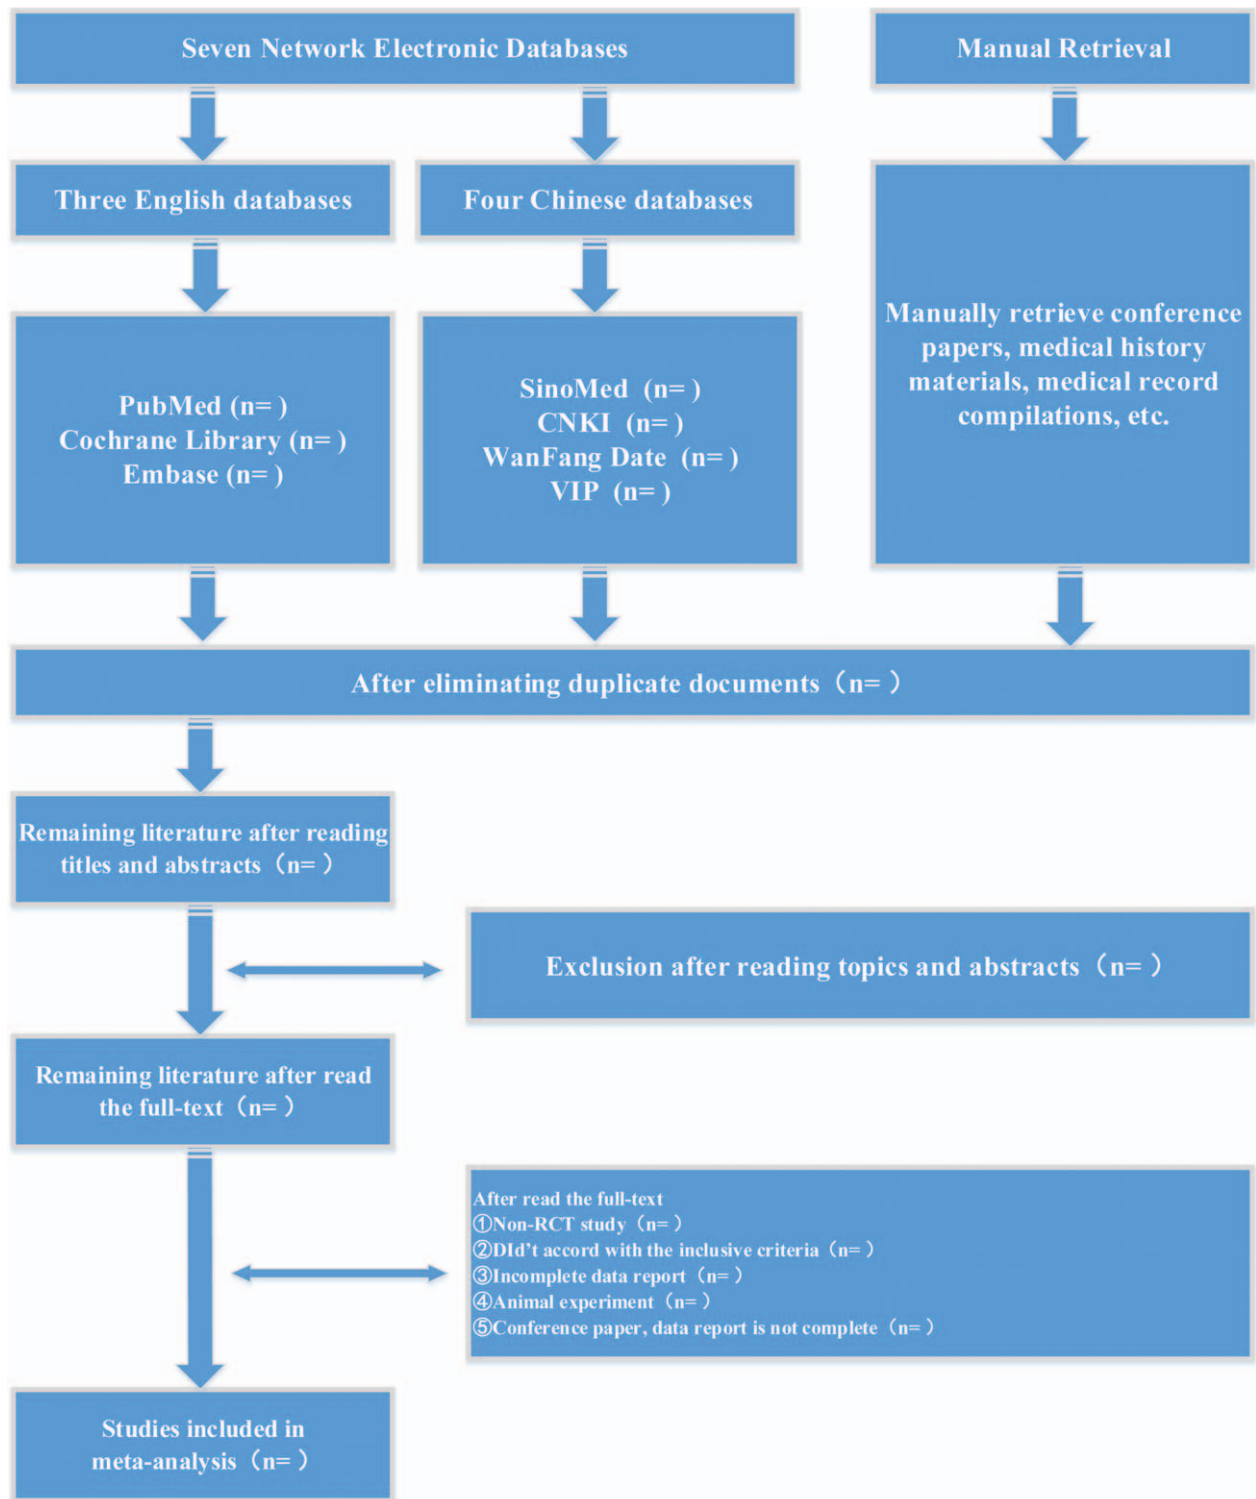 Seven Network Electronic Databases
Manual Retrieval
Three English databases
Four Chinese databases
PubMed (n= )
Cochrane Library (n= )
Embase (n= )
SinoMed (n= )
CNKI (n= )
WanFang Date (n= )
VIP (n= )
Manually retrieve conference
papers, medical history
materials, medical record
compilations, etc.
After eliminating duplicate documents（n= ）
Remaining literature after reading
titles and abstracts（n= ）
Exclusion after reading topics and abstracts（n= ）
Remaining literature after read
the full-text（n= ）
After read the full-text
①Non-RCT study（n= ）
②DId't accord with the inclusive criteria（n= ）
③Incomplete data report（n= ）
④Animal experiment（n= ）
⑤Conference paper, data report is not complete（n= ）
Studies included in
meta-analysis（n= ）